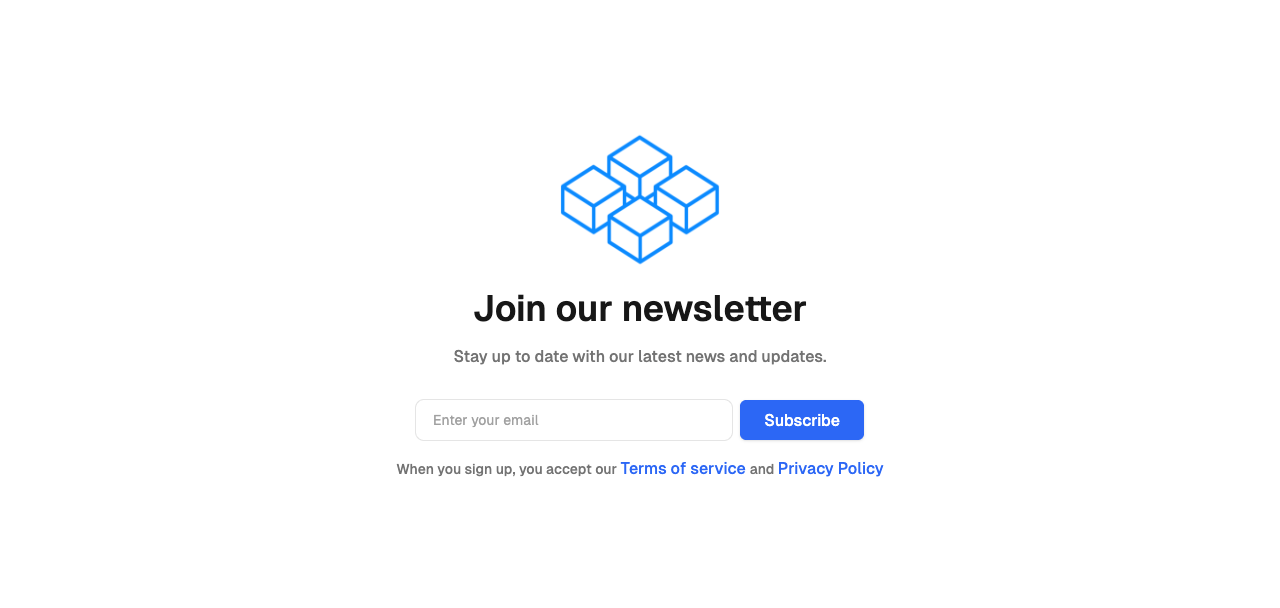 Join our newsletter
Stay up to date with our latest news and updates.
Enter your email
Subscribe
When you sign up, you accept our Terms of service and Privacy Policy